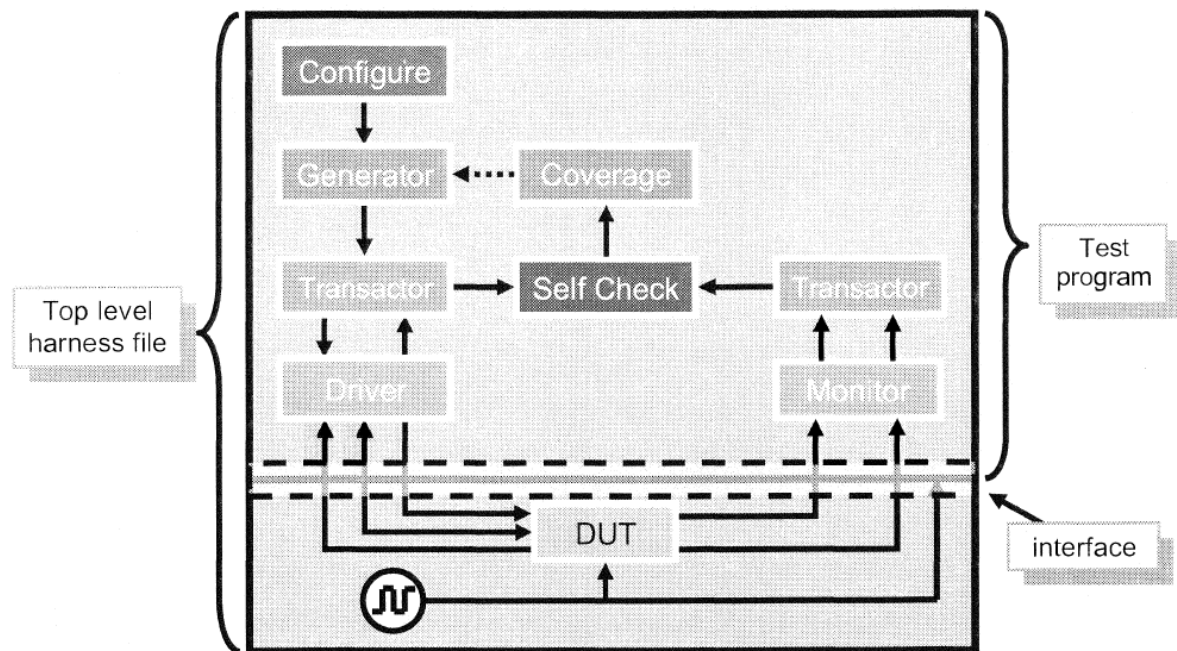 Configure
Generator
Coverage
Transactor
Self Check
Transactor
Driver
Monitor
DUT
Top level
harness file
Test
program
interface